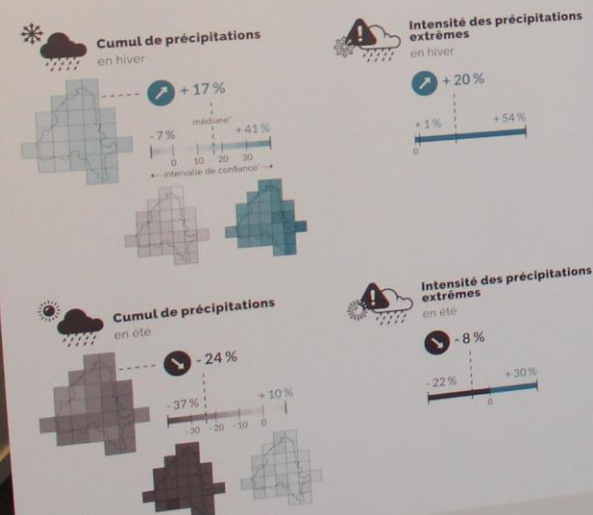 Cumul de précipitations
en hiver
+ 17 %
médiane*
- 7%
+ 41 %
0 10 20 30
intervalle de confiance*
Intensité des précipitations
extrêmes
en hiver
+ 20 %
+ 1 %
+ 54 %
0
Cumul de précipitations
en été
- 24 %
- 37 %
+ 10 %
- 30 - 20 - 10 0
Intensité des précipitations
extrêmes
en été
- 8 %
- 22 %
+ 30 %
0